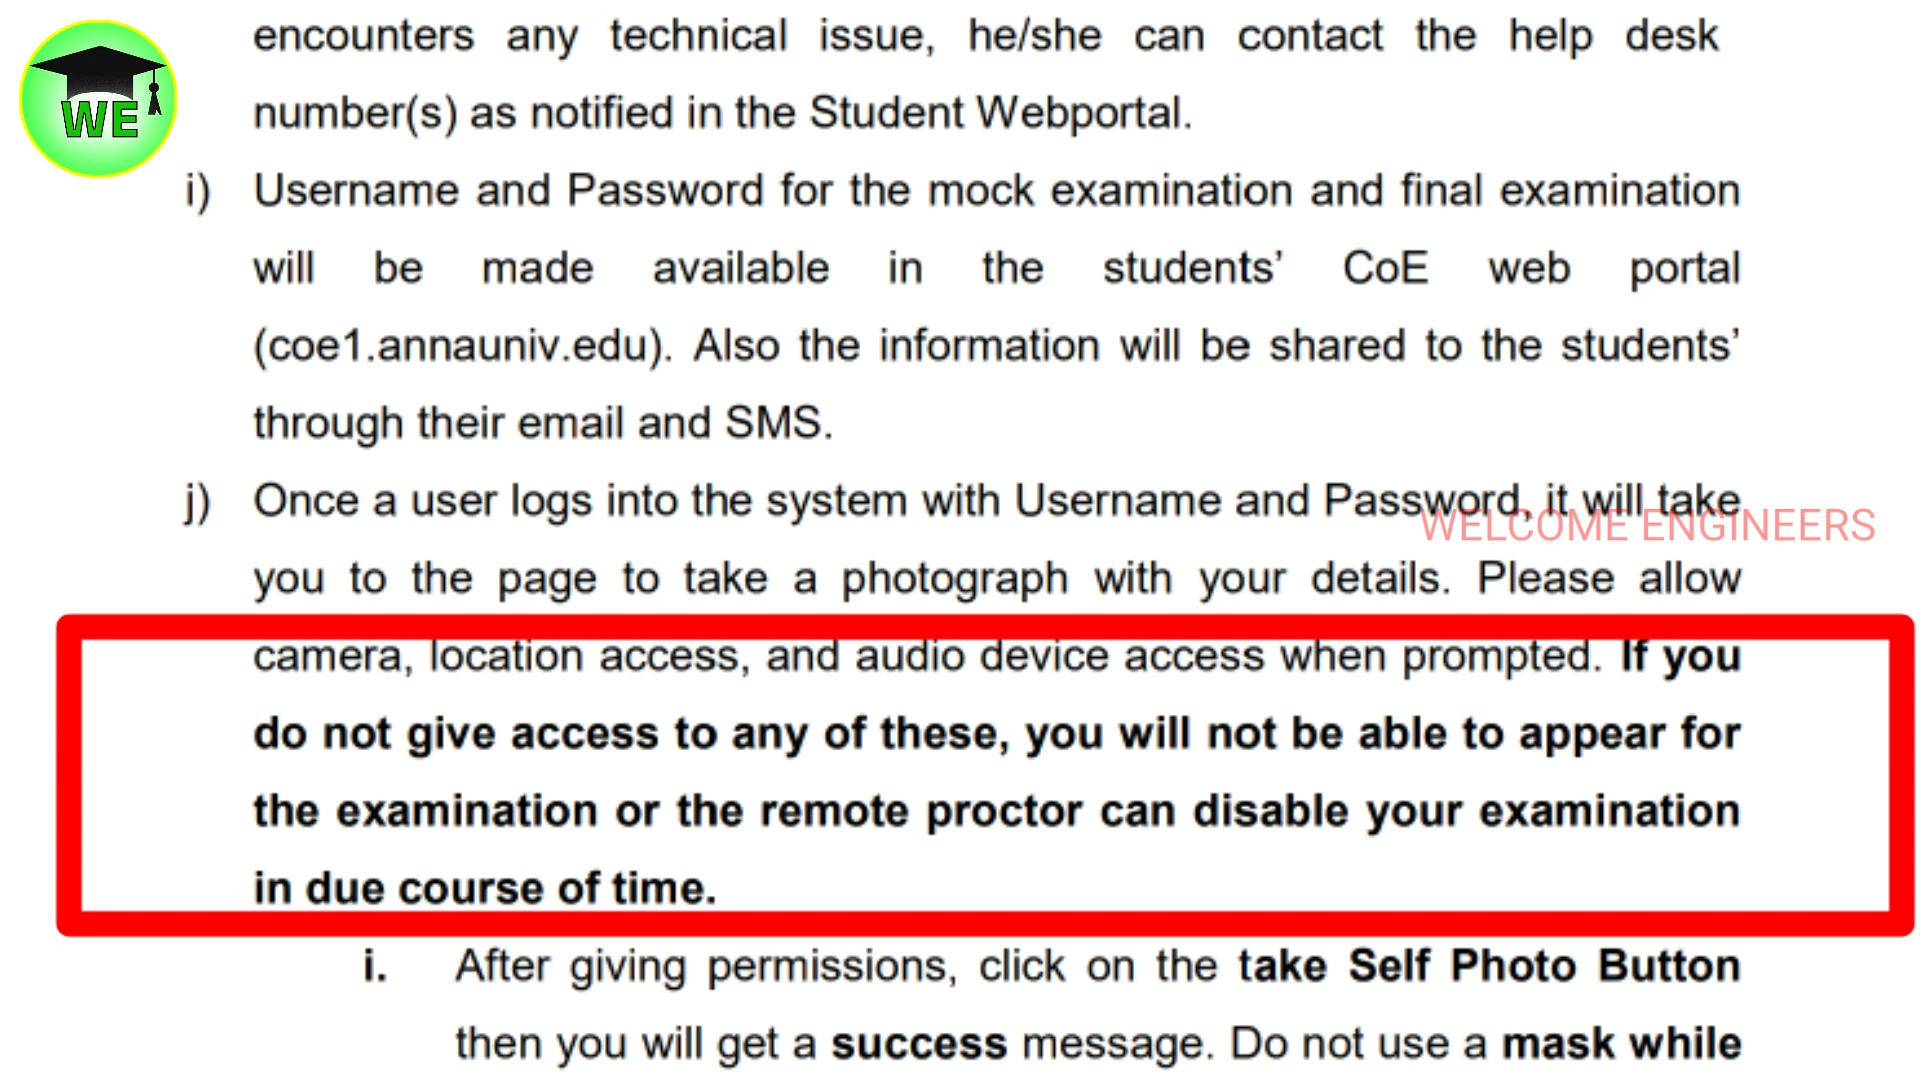 WE
encounters any technical issue, he/she can contact the help desk
number(s) as notified in the Student Webportal.
i) Username and Password for the mock examination and final examination
will be made available in the students’ CoE web portal
(coe1.annauniv.edu). Also the information will be shared to the students’
through their email and SMS.
j) Once a user logs into the system with Username and Password, it will take
WELCOME ENGINEERS
you to the page to take a photograph with your details. Please allow
camera, location access, and audio device access when prompted. If you
do not give access to any of these, you will not be able to appear for
the examination or the remote proctor can disable your examination
in due course of time.
i. After giving permissions, click on the take Self Photo Button
then you will get a success message. Do not use a mask while